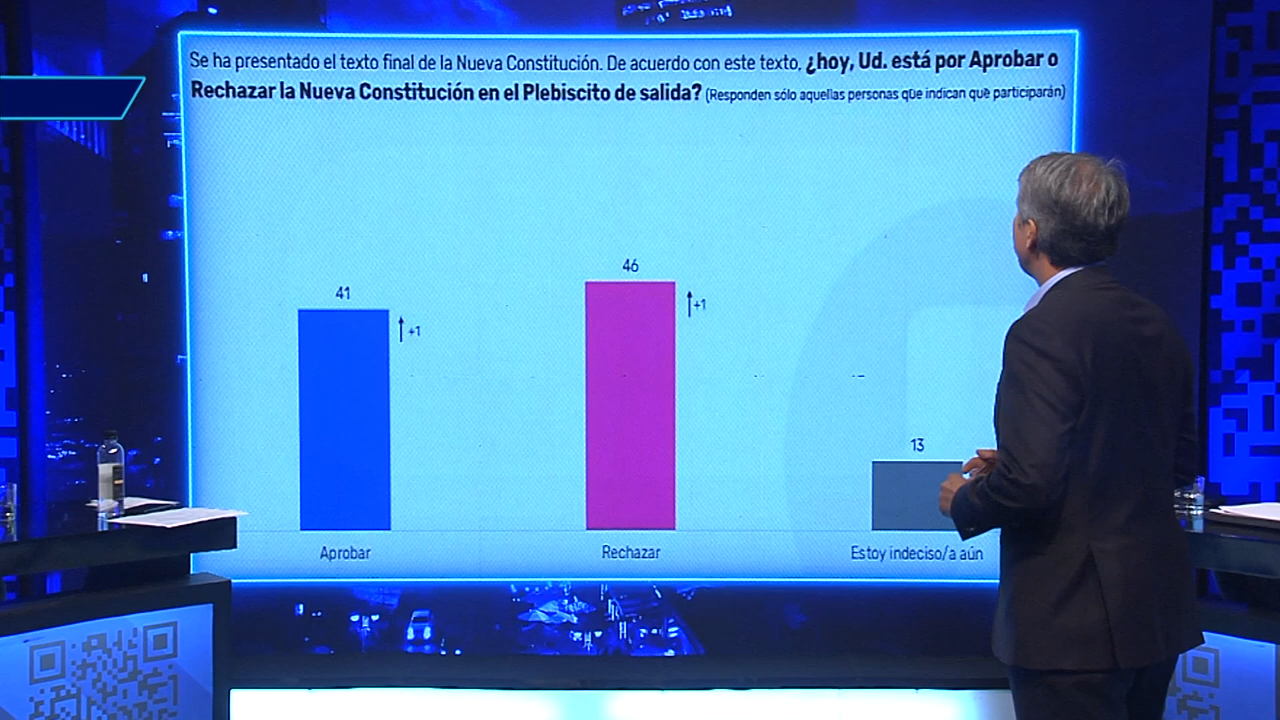 Se ha presentado el texto final de la Nueva Constitución. De acuerdo con este texto, ¿hoy, Ud. está por Aprobar o
Rechazar la Nueva Constitución en el Plebiscito de salida? (Responden sólo aquellas personas que indican que participarán)
46
41
+1
+1
13
Aprobar
Rechazar
Estoy indeciso/a aún